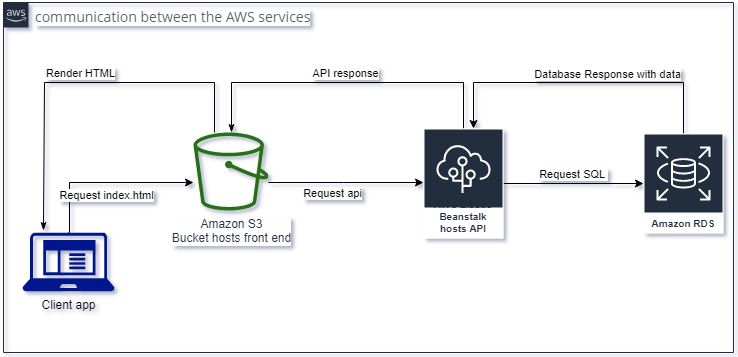 aws
communication between the AWS services
Render HTML
API response
Database Response with data
Request index.html
Request api
Request SQL
Amazon S3
Bucket hosts front end
Beanstalk
hosts API
Amazon RDS
Client app